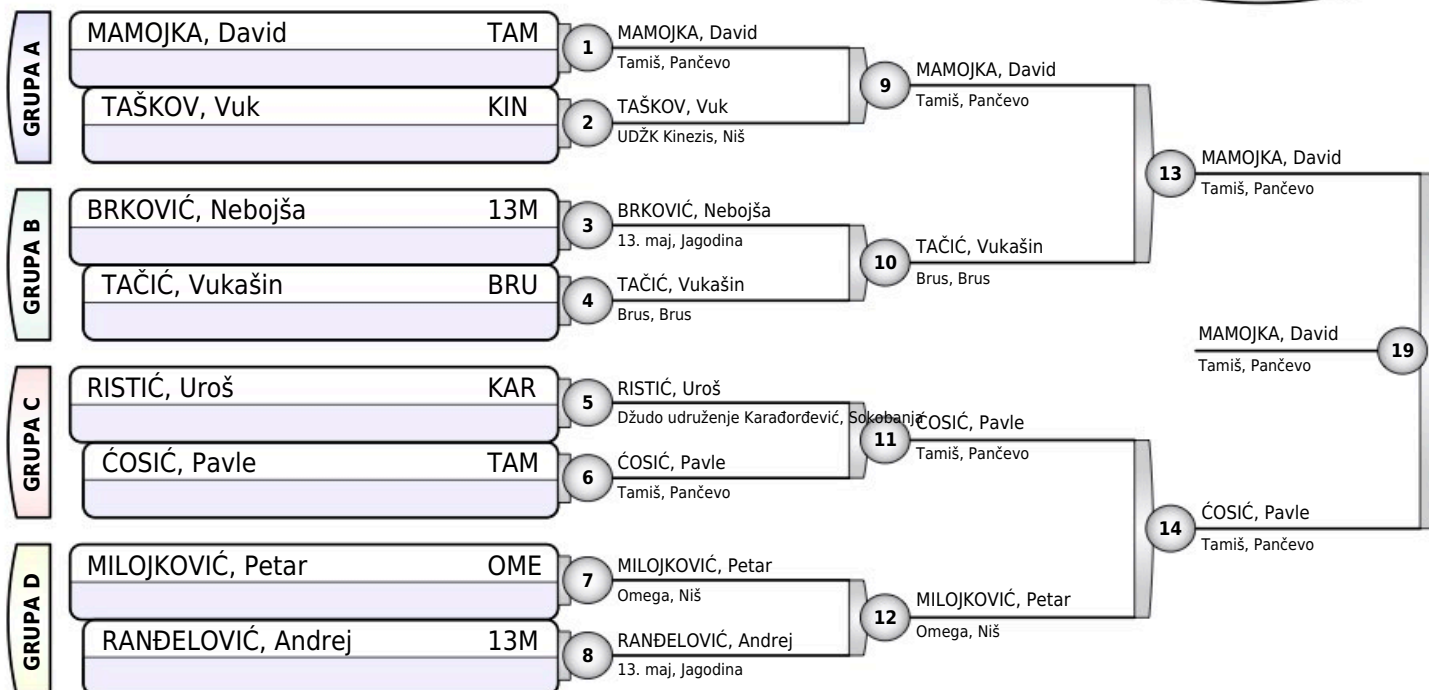 GRUPA A
MAMOJKA, David TAM
TAŠKOV, Vuk KIN
1
MAMOJKA, David
Tamiš, Pančevo
2
TAŠKOV, Vuk
UDŽK Kinezis, Niš
9
MAMOJKA, David
Tamiš, Pančevo
GRUPA B
BRKOVIĆ, Nebojša 13M
TAČIĆ, Vukašin BRU
3
BRKOVIĆ, Nebojša
13. maj, Jagodina
4
TAČIĆ, Vukašin
Brus, Brus
10
TAČIĆ, Vukašin
Brus, Brus
13
MAMOJKA, David
Tamiš, Pančevo
MAMOJKA, David
Tamiš, Pančevo
19
GRUPA C
RISTIĆ, Uroš KAR
ĆOSIĆ, Pavle TAM
5
RISTIĆ, Uroš
Džudo udruženje Karađorđević, Sokobanja
6
ĆOSIĆ, Pavle
Tamiš, Pančevo
11
ĆOSIĆ, Pavle
Tamiš, Pančevo
14
ĆOSIĆ, Pavle
Tamiš, Pančevo
GRUPA D
MILOJKOVIĆ, Petar OME
RANĐELOVIĆ, Andrej 13M
7
MILOJKOVIĆ, Petar
Omega, Niš
8
RANĐELOVIĆ, Andrej
13. maj, Jagodina
12
MILOJKOVIĆ, Petar
Omega, Niš